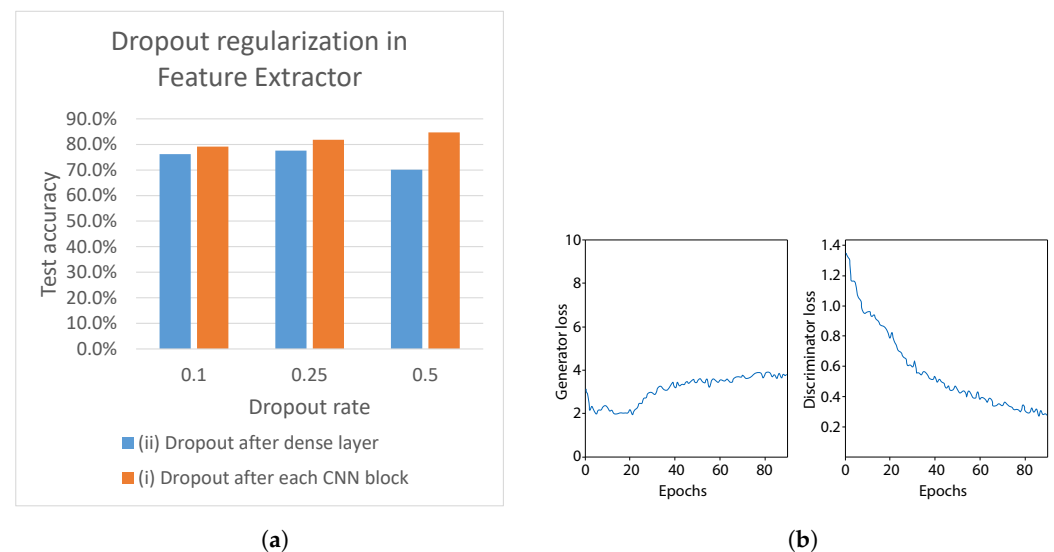 Dropout regularization in
Feature Extractor
Test accuracy
90.0%
80.0%
70.0%
60.0%
50.0%
40.0%
30.0%
20.0%
10.0%
0.0%
0.1 0.25 0.5
Dropout rate
(ii) Dropout after dense layer
(i) Dropout after each CNN block
(a)
Generator loss
10
8
6
4
2
0
0 20 40 60 80
Epochs
Discriminator loss
1.4
1.2
1.0
0.8
0.6
0.4
0.2
0 20 40 60 80
Epochs
(b)